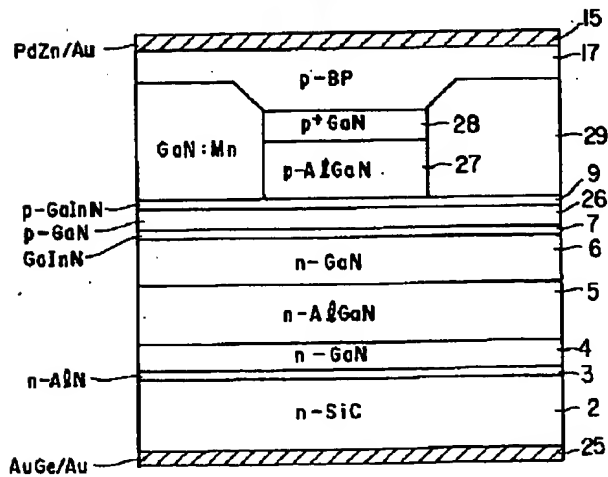 15
PdZn/Au
17
p-BP
p⁺GaN
28
GaN:Mn
29
p-AlGaN
27
9
p-GaInN
26
p-GaN
7
GaInN
6
n-GaN
5
n-AlGaN
n-GaN
4
n-AlN
3
n-SiC
2
AuGe/Au
25